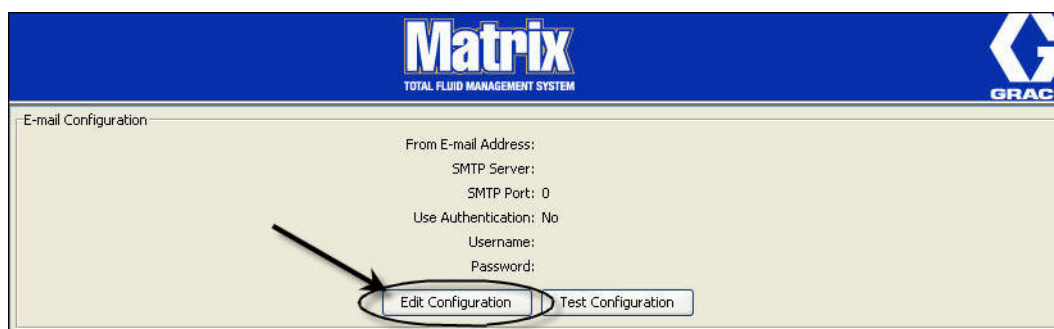 Matrix
TOTAL FLUID MANAGEMENT SYSTEM
GRAC
E-mail Configuration
From E-mail Address:
SMTP Server:
SMTP Port: 0
Use Authentication: No
Username:
Password:
Edit Configuration Test Configuration